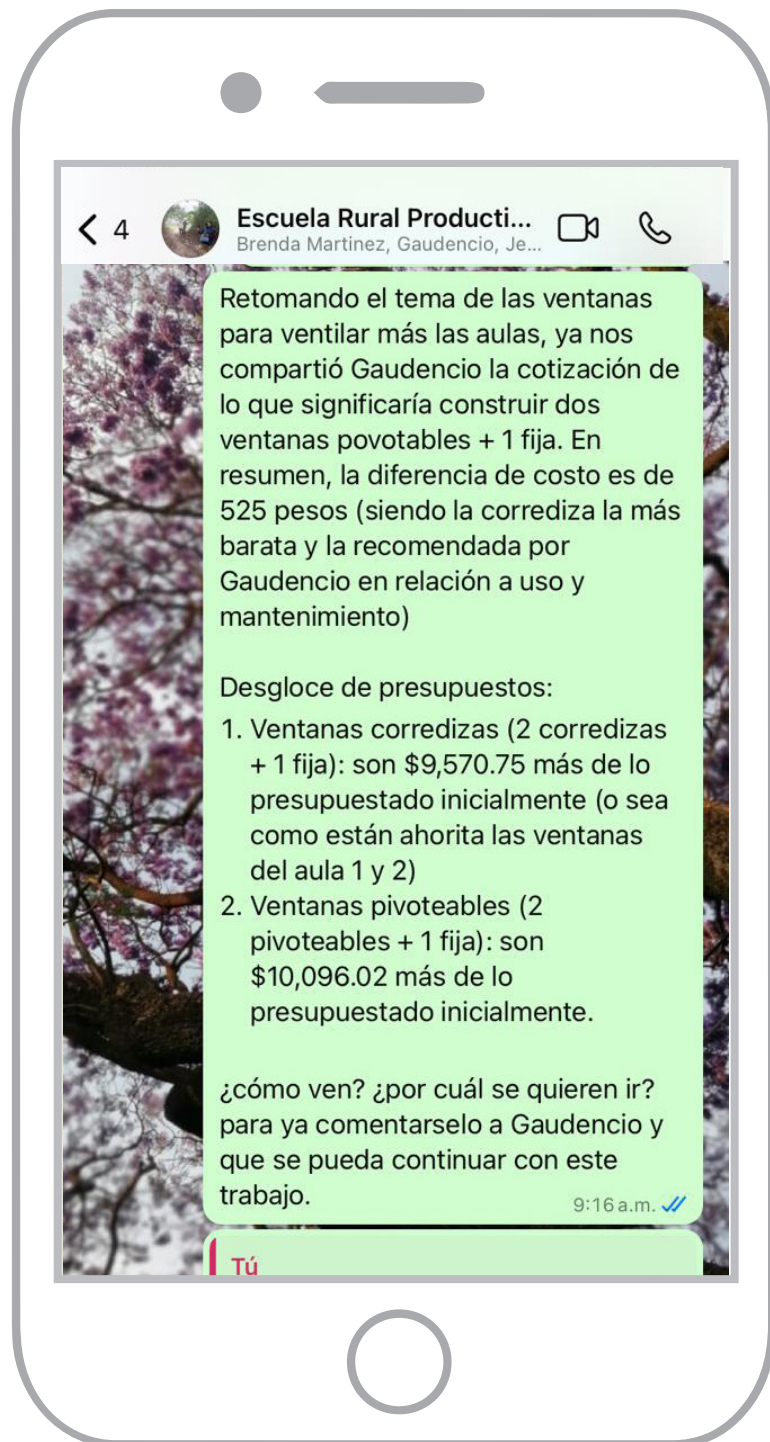 4
Escuela Rural Producti...
Brenda Martinez, Gaudencio, Je...
Retomando el tema de las ventanas
para ventilar más las aulas, ya nos
compartió Gaudencio la cotización de
lo que significaría construir dos
ventanas povotables + 1 fija. En
resumen, la diferencia de costo es de
525 pesos (siendo la corrediza la más
barata y la recomendada por
Gaudencio en relación a uso y
mantenimiento)
Desgloce de presupuestos:
1. Ventanas corredizas (2 corredizas
+ 1 fija): son $9,570.75 más de lo
presupuestado inicialmente (o sea
como están ahorita las ventanas
del aula 1 y 2)
2. Ventanas pivoteables (2
pivoteables + 1 fija): son
$10,096.02 más de lo
presupuestado inicialmente.
¿cómo ven? ¿por cuál se quieren ir?
para ya comentarselo a Gaudencio y
que se pueda continuar con este
trabajo.
9:16 a.m.
Tú